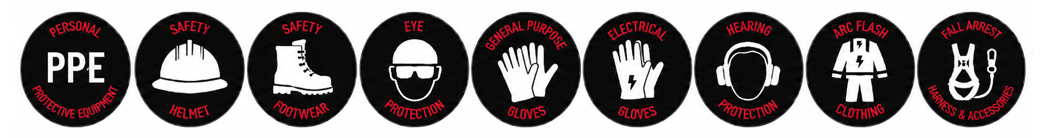 PERSONAL
PPE
PROTECTIVE EQUIPMENT
SAFETY
HELMET
SAFETY
FOOTWEAR
EYE
PROTECTION
GENERAL PURPOSE
GLOVES
ELECTRICAL
GLOVES
HEARING
PROTECTION
ARC FLASH
CLOTHING
FALL ARREST
HARNESS & ACCESSORIES